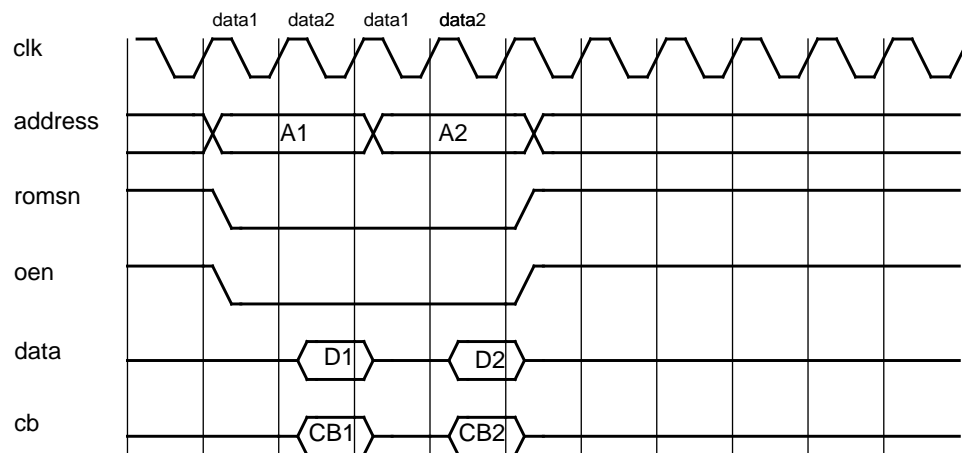 data1 data2 data1 data2
clk
address A1 A2
romsn
oen
data D1 D2
cb CB1 CB2